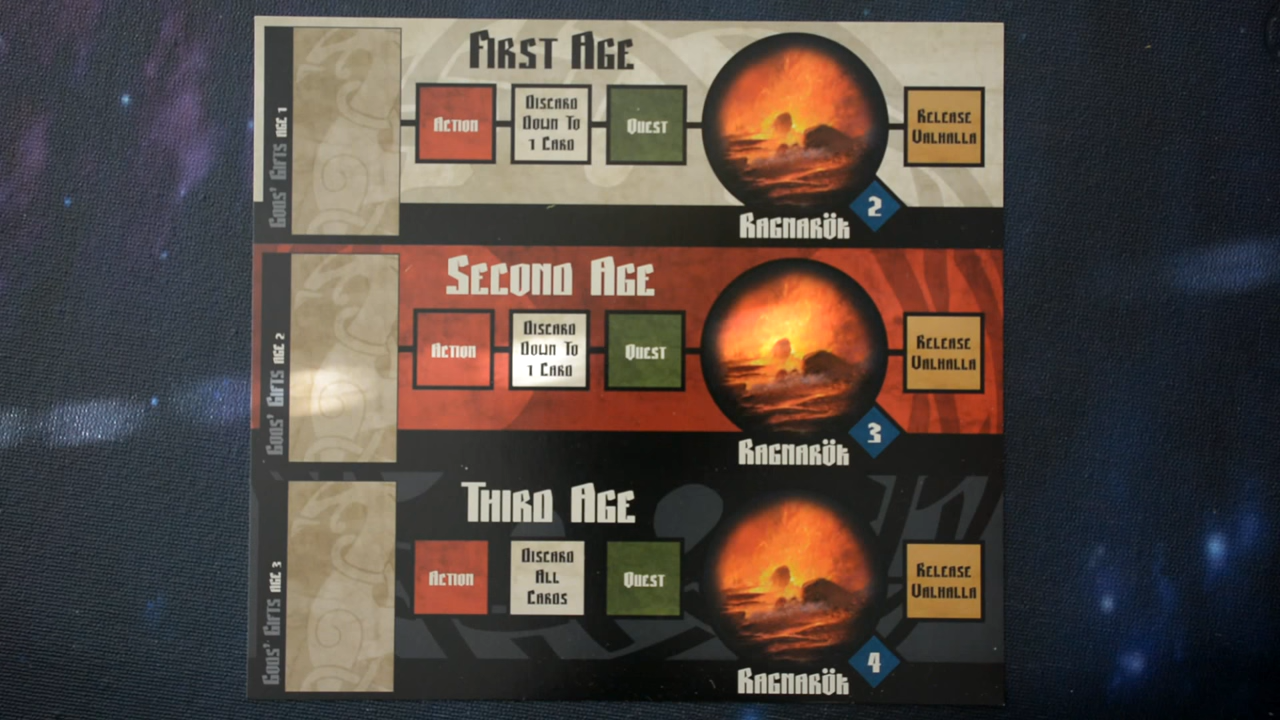 First Age
Gods' Gifts Age 1
Action
Discard
Down To
1 Card
Quest
Release
Valhalla
2
Ragnarök
Second Age
Gods' Gifts Age 2
Action
Discard
Down To
1 Card
Quest
Release
Valhalla
3
Ragnarök
Third Age
Gods' Gifts Age 3
Action
Discard
All
Cards
Quest
Release
Valhalla
4
Ragnarök